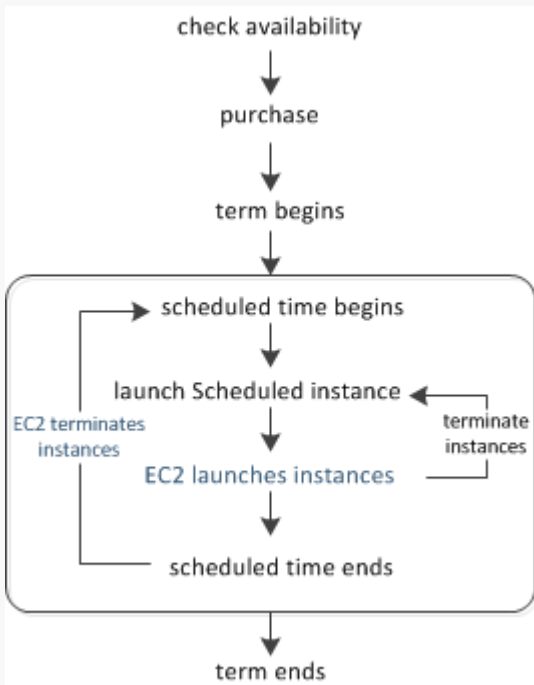 check availability
purchase
term begins
scheduled time begins
launch Scheduled instance
EC2 terminates
instances
terminate
instances
EC2 launches instances
scheduled time ends
term ends